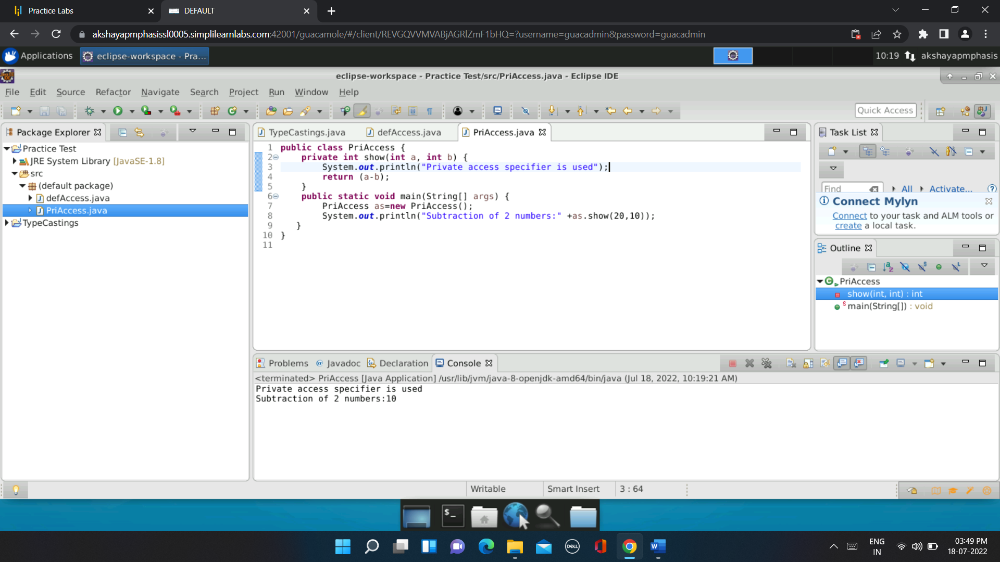 Practice Labs
DEFAULT
akshayapmphasissl0005.simplilearnlabs.com:42001/guacamole/#/client/REVGQVVMVABjAGRlZmF1bHQ=?username=guacadmin&password=guacadmin
Applications
eclipse-workspace - Pra...
10:19
akshayapmphasis
eclipse-workspace - Practice Test/src/PriAccess.java - Eclipse IDE
File Edit Source Refactor Navigate Search Project Run Window Help
Quick Access
Package Explorer
Practice Test
JRE System Library [JavaSE-1.8]
src
(default package)
defAccess.java
PriAccess.java
TypeCastings
TypeCastings.java
defAccess.java
PriAccess.java
1 public class PriAccess {
2 private int show(int a, int b) {
3 System.out.println("Private access specifier is used");
4 return (a-b);
5 }
6 public static void main(String[] args) {
7 PriAccess as=new PriAccess();
8 System.out.println("Subtraction of 2 numbers:" +as.show(20,10));
9 }
10 }
11
Task List
Find
All
Activate...
Connect Mylyn
Connect to your task and ALM tools or
create a local task.
Outline
PriAccess
show(int, int) : int
main(String[]) : void
Problems
Javadoc
Declaration
Console
<terminated> PriAccess [Java Application] /usr/lib/jvm/java-8-openjdk-amd64/bin/java (Jul 18, 2022, 10:19:21 AM)
Private access specifier is used
Subtraction of 2 numbers:10
Writable
Smart Insert
3 : 64
DELL
ENG
IN
03:49 PM
18-07-2022